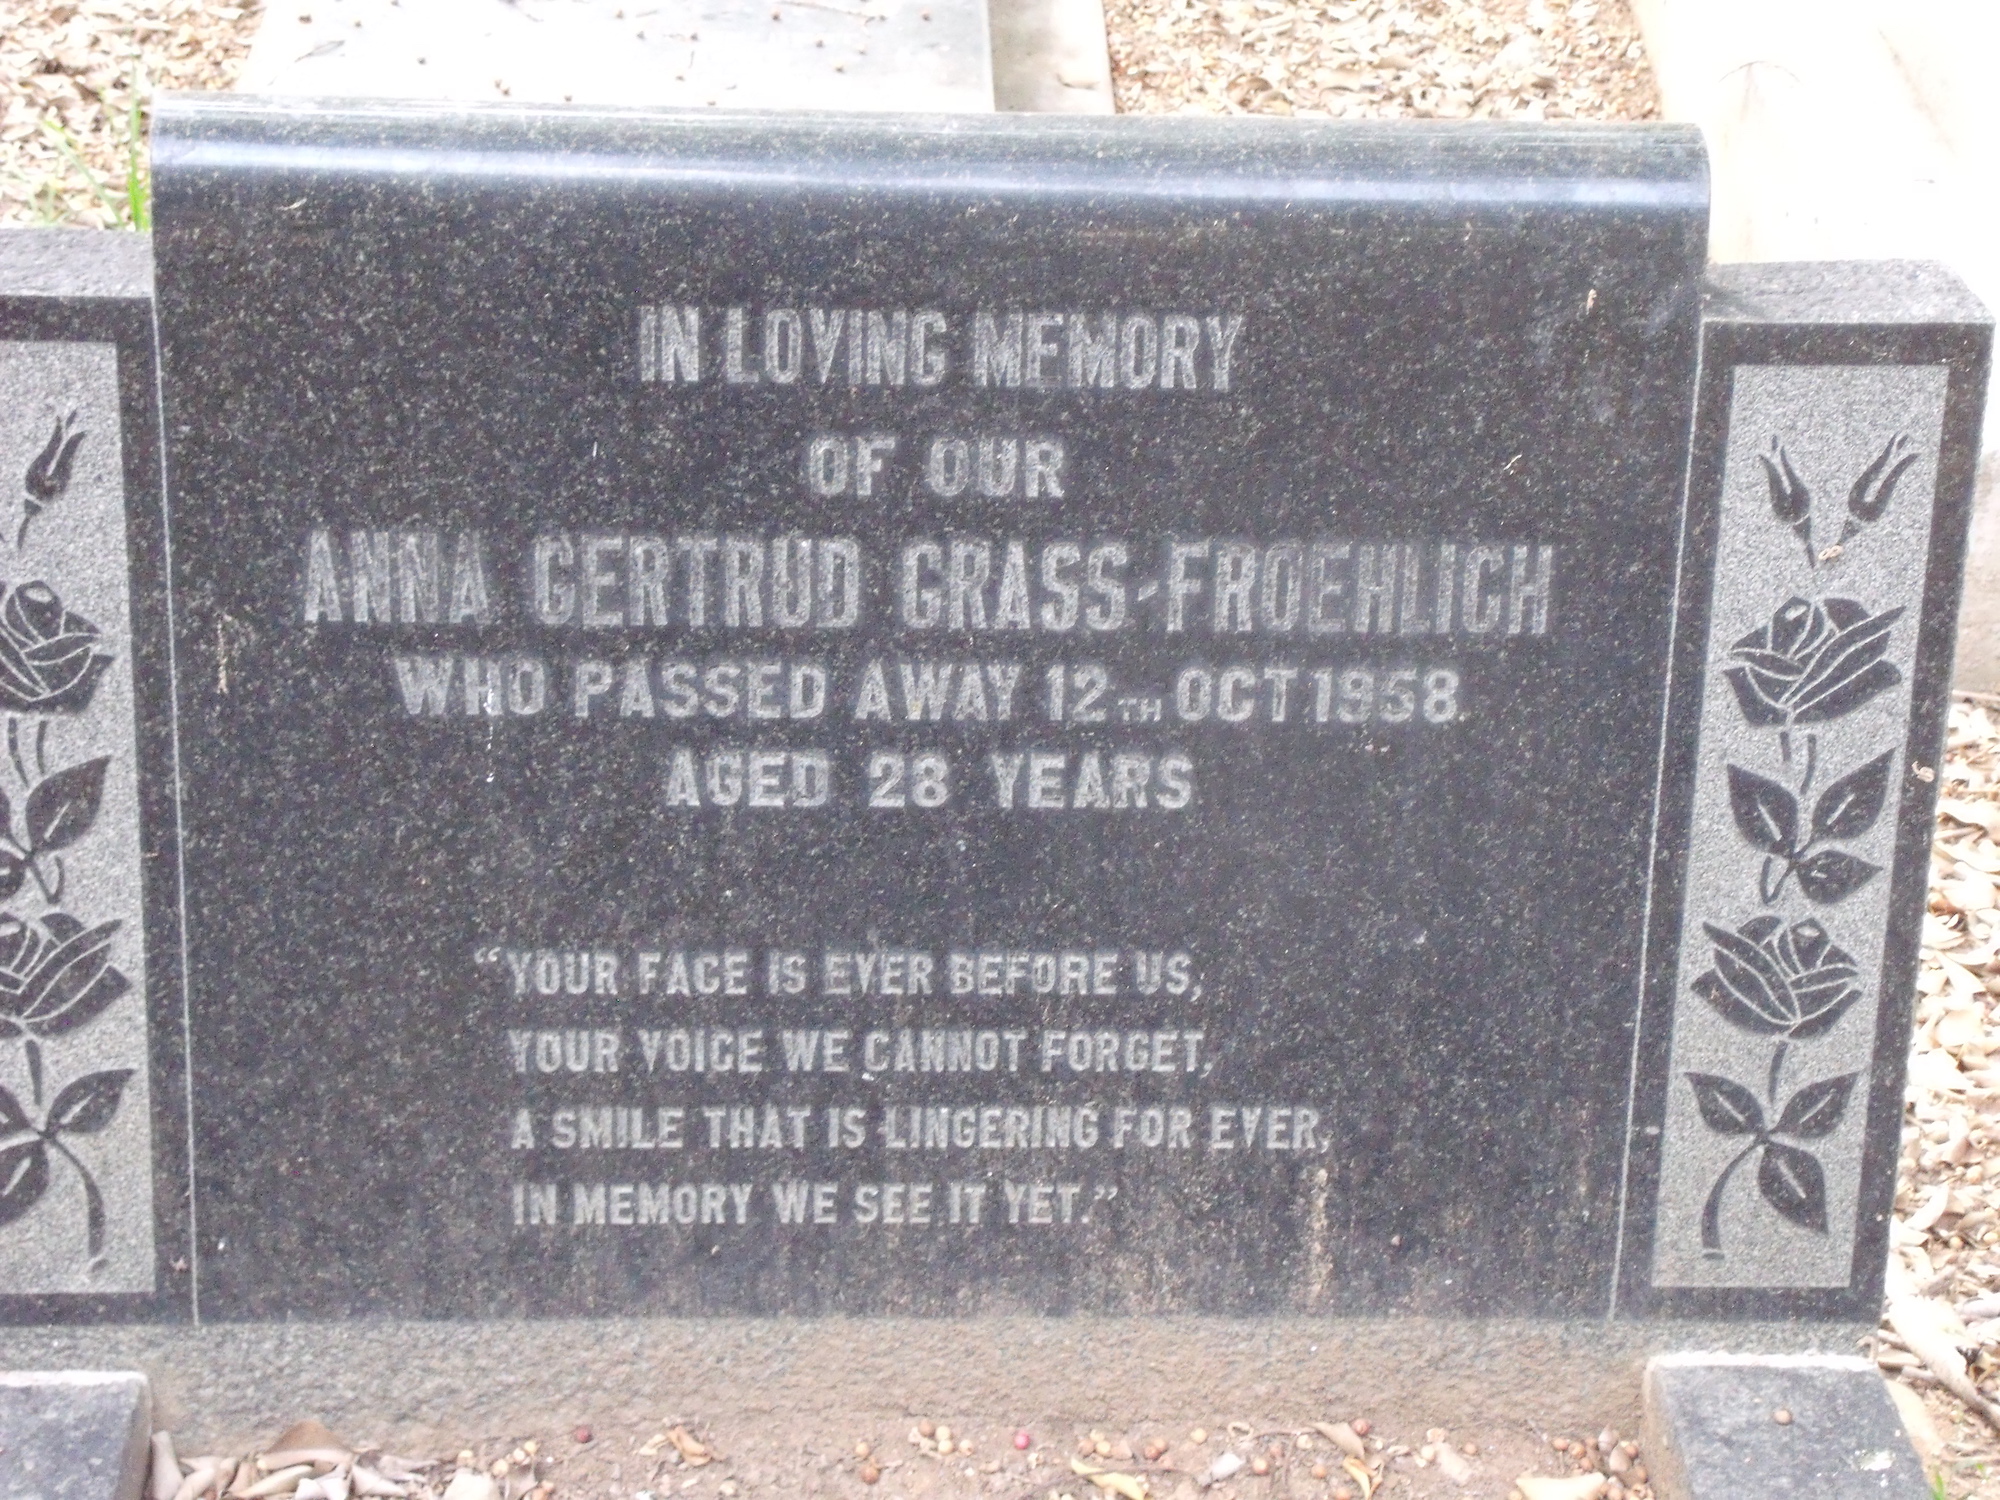 IN LOVING MEMORY
OF OUR
ANNA GERTRUD GRASS-FROEHLICH
WHO PASSED AWAY 12TH OCT 1958.
AGED 28 YEARS
"YOUR FACE IS EVER BEFORE US,
YOUR VOICE WE CANNOT FORGET,
A SMILE THAT IS LINGERING FOR EVER,
IN MEMORY WE SEE IT YET."